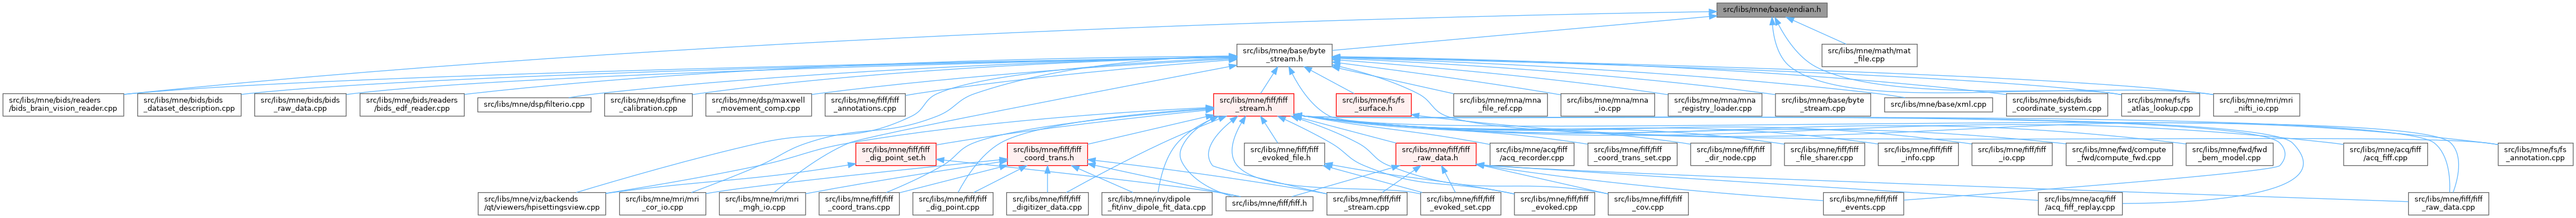 src/libs/mne/base/endian.h
src/libs/mne/base/byte
_stream.h
src/libs/mne/math/mat
_file.cpp
src/libs/mne/bids/readers
/bids_brain_vision_reader.cpp
src/libs/mne/bids/bids
_dataset_description.cpp
src/libs/mne/bids/bids
_raw_data.cpp
src/libs/mne/bids/readers
/bids_edf_reader.cpp
src/libs/mne/dsp/filterio.cpp
src/libs/mne/dsp/fine
_calibration.cpp
src/libs/mne/dsp/maxwell
_movement_comp.cpp
src/libs/mne/fiff/fiff
_annotations.cpp
src/libs/mne/fiff/fiff
_stream.h
src/libs/mne/fs/fs
_surface.h
src/libs/mne/mna/mna
_file_ref.cpp
src/libs/mne/mna/mna
_io.cpp
src/libs/mne/mna/mna
_registry_loader.cpp
src/libs/mne/base/byte
_stream.cpp
src/libs/mne/base/xml.cpp
src/libs/mne/bids/bids
_coordinate_system.cpp
src/libs/mne/fs/fs
_atlas_lookup.cpp
src/libs/mne/mri/mri
_nifti_io.cpp
src/libs/mne/fiff/fiff
_dig_point_set.h
src/libs/mne/fiff/fiff
_coord_trans.h
src/libs/mne/fiff/fiff
_evoked_file.h
src/libs/mne/fiff/fiff
_raw_data.h
src/libs/mne/acq/fiff
/acq_recorder.cpp
src/libs/mne/fiff/fiff
_coord_trans_set.cpp
src/libs/mne/fiff/fiff
_dir_node.cpp
src/libs/mne/fiff/fiff
_file_sharer.cpp
src/libs/mne/fiff/fiff
_info.cpp
src/libs/mne/fiff/fiff
_io.cpp
src/libs/mne/fwd/compute
_fwd/compute_fwd.cpp
src/libs/mne/fwd/fwd
_bem_model.cpp
src/libs/mne/acq/fiff
/acq_fiff.cpp
src/libs/mne/fs/fs
_annotation.cpp
src/libs/mne/viz/backends
/qt/viewers/hpisettingsview.cpp
src/libs/mne/mri/mri
_cor_io.cpp
src/libs/mne/mri/mri
_mgh_io.cpp
src/libs/mne/fiff/fiff
_coord_trans.cpp
src/libs/mne/fiff/fiff
_dig_point.cpp
src/libs/mne/fiff/fiff
_digitizer_data.cpp
src/libs/mne/inv/dipole
_fit/inv_dipole_fit_data.cpp
src/libs/mne/fiff/fiff.h
src/libs/mne/fiff/fiff
_stream.cpp
src/libs/mne/fiff/fiff
_evoked_set.cpp
src/libs/mne/fiff/fiff
_evoked.cpp
src/libs/mne/fiff/fiff
_cov.cpp
src/libs/mne/fiff/fiff
_events.cpp
src/libs/mne/acq/fiff
/acq_fiff_replay.cpp
src/libs/mne/fiff/fiff
_raw_data.cpp